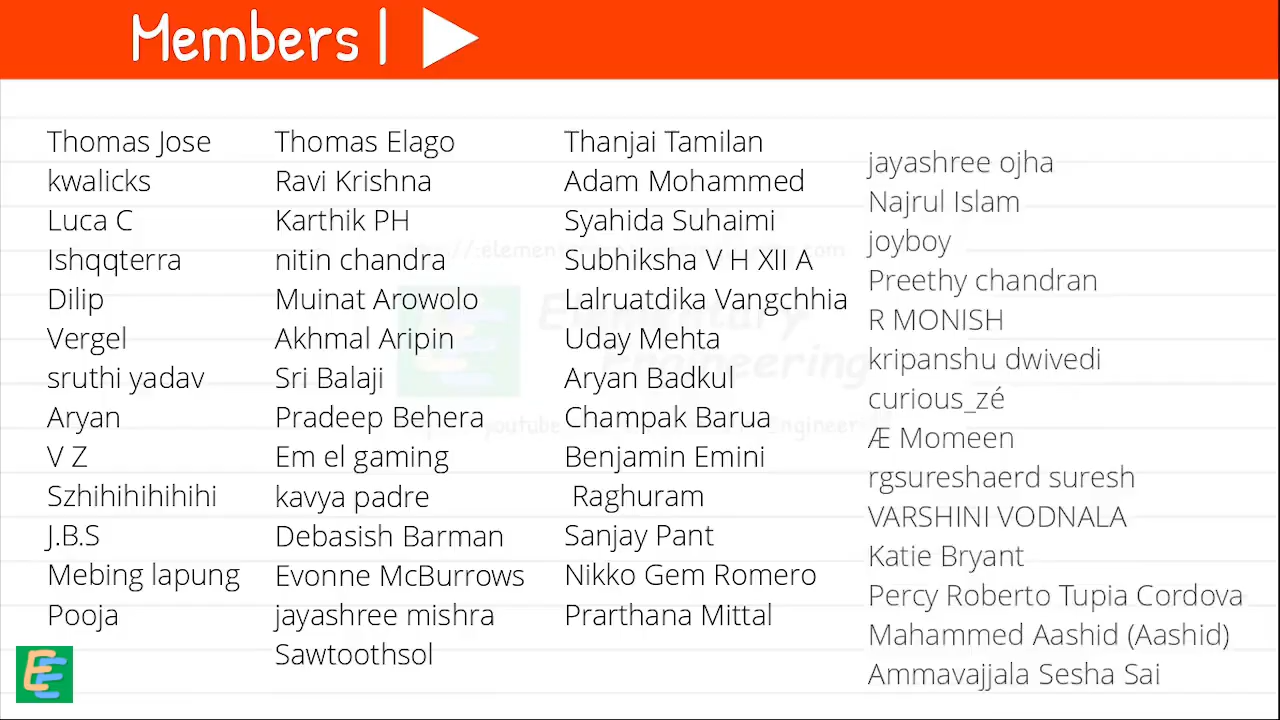 Members |
Thomas Jose
kwalicks
Luca C
Ishqqterra
Dilip
Vergel
sruthi yadav
Aryan
V Z
Szhihihihihihi
J.B.S
Mebing lapung
Pooja
Thomas Elago
Ravi Krishna
Karthik PH
nitin chandra
Muinat Arowolo
Akhmal Aripin
Sri Balaji
Pradeep Behera
Em el gaming
kavya padre
Debasish Barman
Evonne McBurrows
jayashree mishra
Sawtoothsol
Thanjai Tamilan
Adam Mohammed
Syahida Suhaimi
Subhiksha V H XII A
Lalruatdika Vangchhia
Uday Mehta
Aryan Badkul
Champak Barua
Benjamin Emini
Raghuram
Sanjay Pant
Nikko Gem Romero
Prarthana Mittal
jayashree ojha
Najrul Islam
joyboy
Preethy chandran
R MONISH
kripanshu dwivedi
curious_zé
Æ Momeen
rgsureshaerd suresh
VARSHINI VODNALA
Katie Bryant
Percy Roberto Tupia Cordova
Mahammed Aashid (Aashid)
Ammavajjala Sesha Sai
Elementary
Engineering
EE